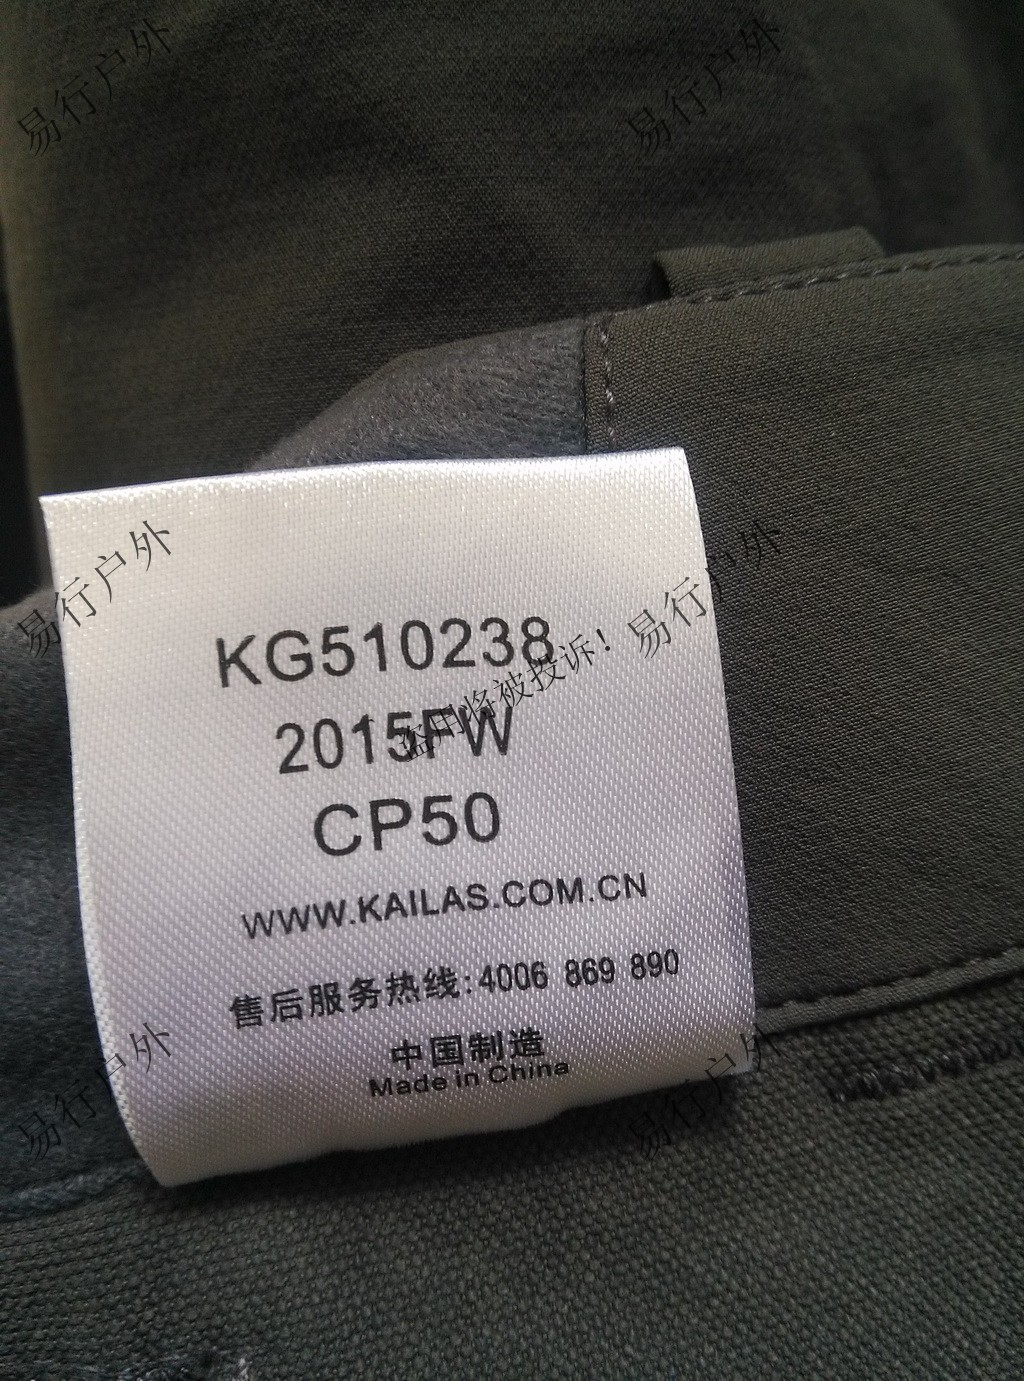 易行户外
易行户外
易行户外
易行户外
KG510238
盗用将被投诉！
2015FW
CP50
WWW.KAILAS.COM.CN
售后服务热线:4006 869 890
中国制造
Made in China
易行户外
易行户外